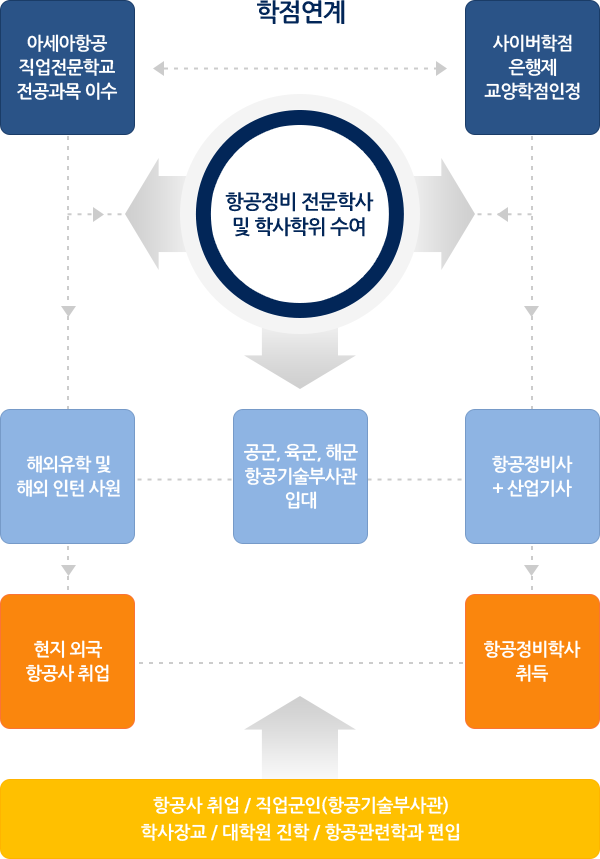 학점연계
아세아항공
직업전문학교
전공과목 이수
사이버학점
은행제
교양학점인정
항공정비 전문학사
및 학사학위 수여
해외유학 및
해외 인턴 사원
공군, 육군, 해군
항공기술부사관
입대
항공정비사
+ 산업기사
현지 외국
항공사 취업
항공정비학사
취득
항공사 취업 / 직업군인(항공기술부사관)
학사장교 / 대학원 진학 / 항공관련학과 편입